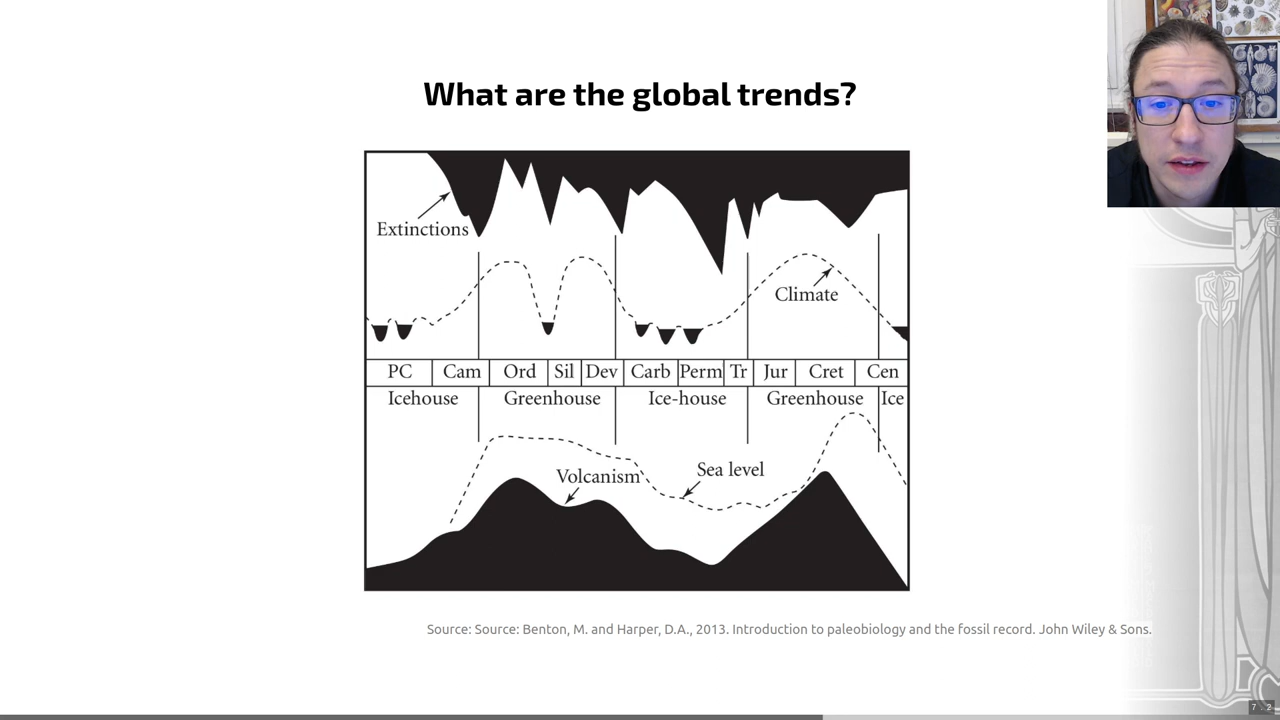 What are the global trends?
Extinctions
Climate
PC Cam Ord Sil Dev Carb Perm Tr Jur Cret Cen
Icehouse Greenhouse Ice-house Greenhouse Ice
Volcanism Sea level
Source: Source: Benton, M. and Harper, D.A., 2013. Introduction to paleobiology and the fossil record. John Wiley & Sons.
7 . 2